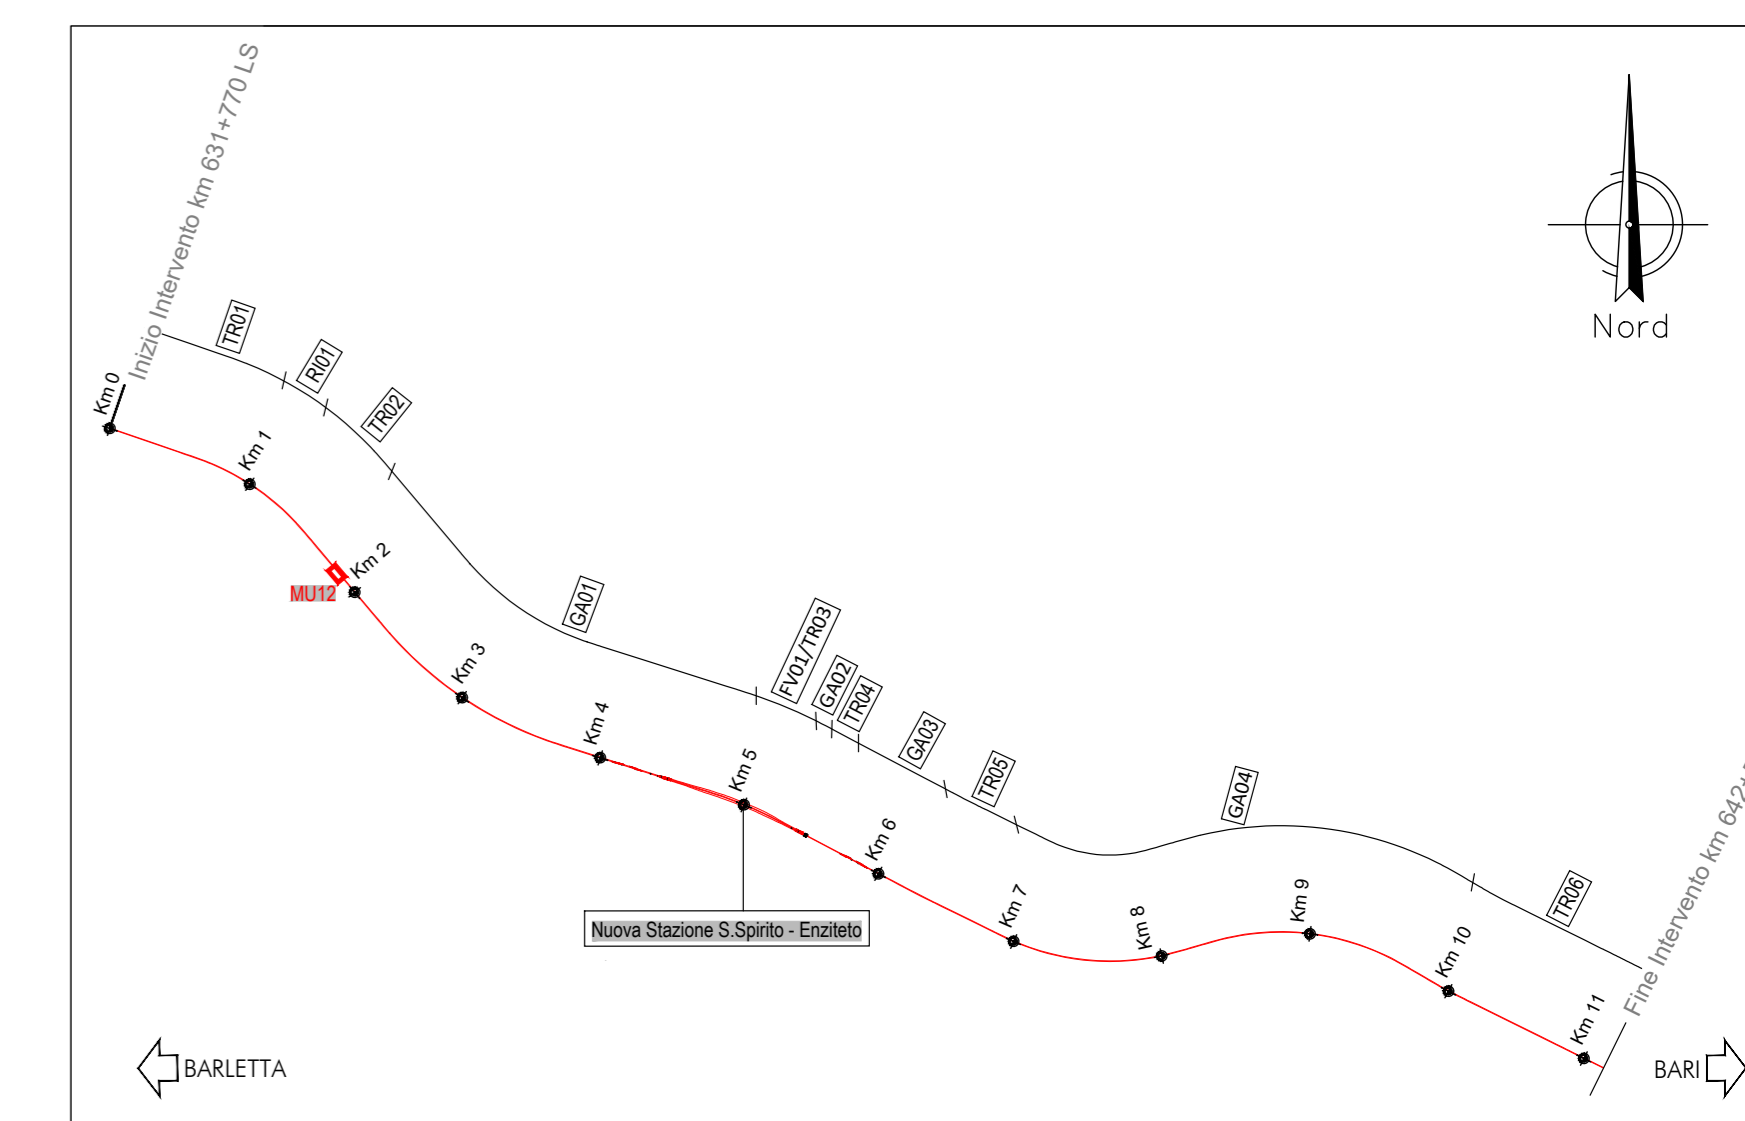 Inizio Intervento km 631+770 LS
Nord
TR01
RI01
TR02
GA01
FV01/TR03
GA02
TR04
GA03
TR05
GA04
TR06
Km 0
Km 1
Km 2
MU12
Km 3
Km 4
Km 5
Km 6
Km 7
Km 8
Km 9
Km 10
Km 11
Nuova Stazione S.Spirito - Enziteto
Fine Intervento km 642+
BARLETTA
BARI